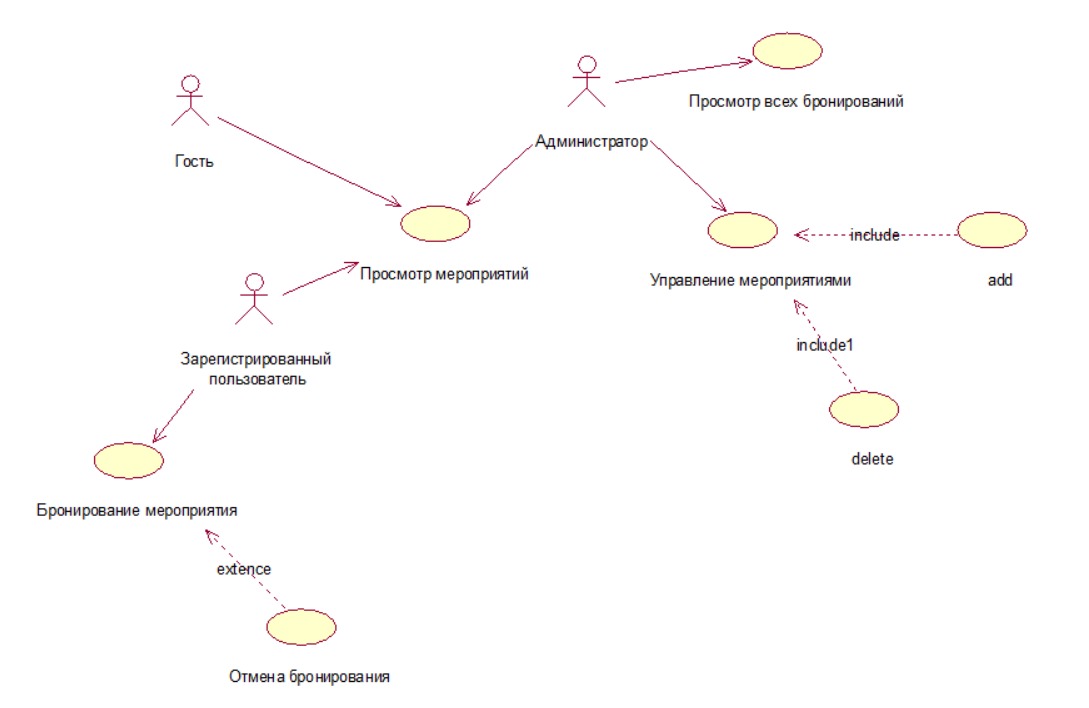 Просмотр всех бронирований
Администратор
Гость
include
Просмотр мероприятий
Управление мероприятиями
add
include1
Зарегистрированный
пользователь
delete
Бронирование мероприятия
extence
Отмена бронирования